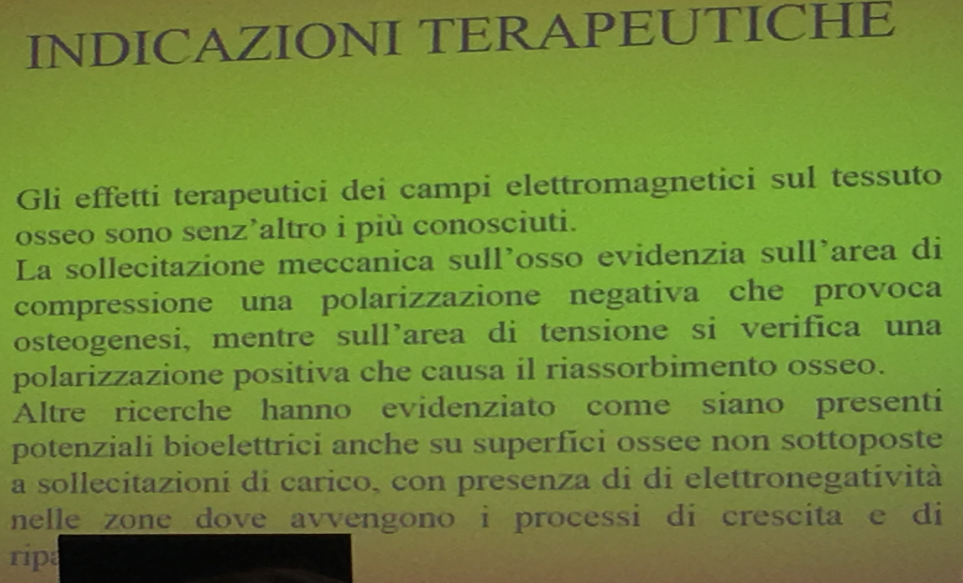 INDICAZIONI TERAPEUTICHE
Gli effetti terapeutici dei campi elettromagnetici sul tessuto
osseo sono senz'altro i più conosciuti.
La sollecitazione meccanica sull'osso evidenzia sull'area di
compressione una polarizzazione negativa che provoca
osteogenesi, mentre sull'area di tensione si verifica una
polarizzazione positiva che causa il riassorbimento osseo.
Altre ricerche hanno evidenziato come siano presenti
potenziali bioelettrici anche su superfici ossee non sottoposte
a sollecitazioni di carico, con presenza di di elettronegatività
nelle zone dove avvengono i processi di crescita e di